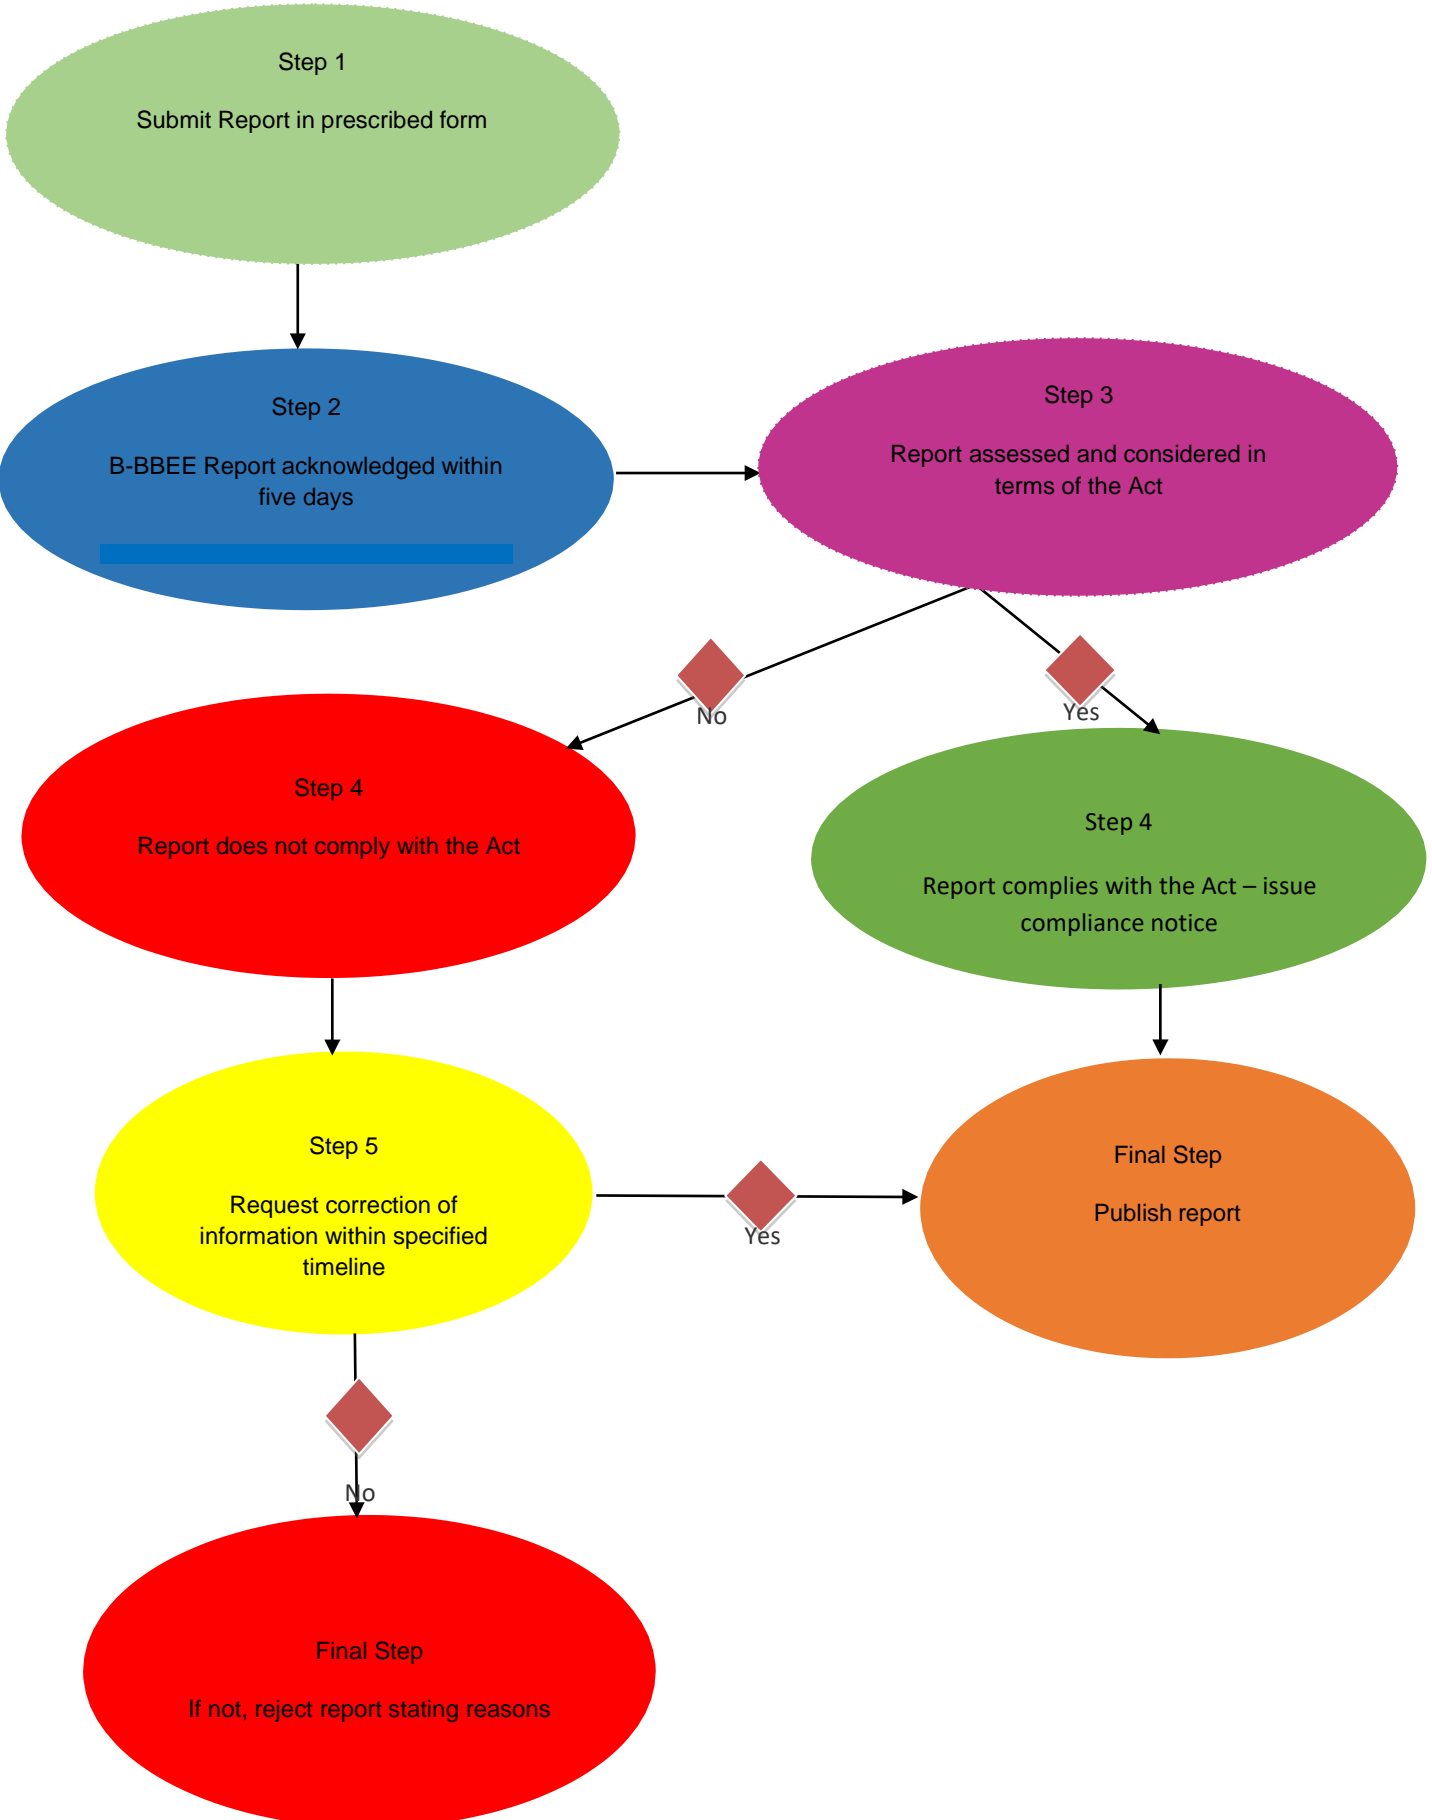 Step 1
Submit Report in prescribed form
Step 2
B-BBEE Report acknowledged within
five days
Step 3
Report assessed and considered in
terms of the Act
No
Yes
Step 4
Report does not comply with the Act
Step 4
Report complies with the Act – issue
compliance notice
Step 5
Request correction of
information within specified
timeline
Yes
Final Step
Publish report
No
Final Step
If not, reject report stating reasons